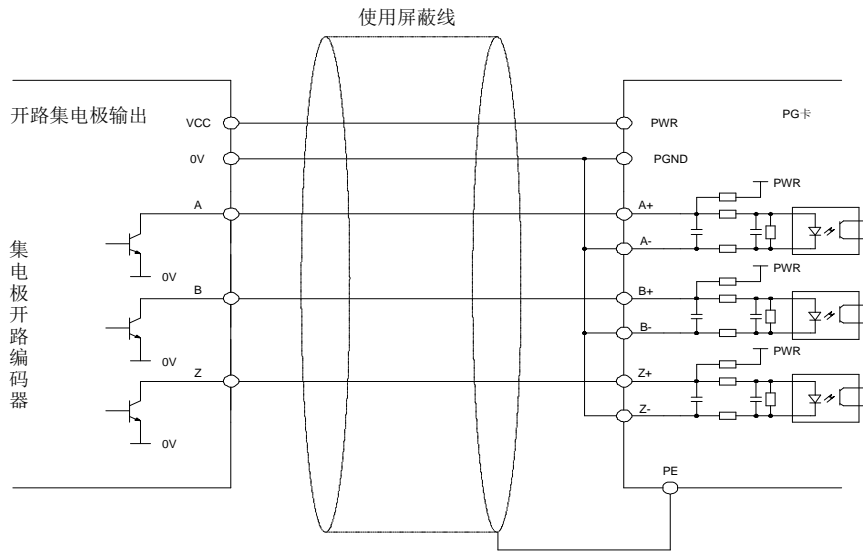 使用屏蔽线
开路集电极输出
PG卡
VCC
PWR
0V
PGND
PWR
A
A+
A-
0V
PWR
B
B+
B-
0V
PWR
Z
Z+
Z-
0V
集电极开路编码器
PE